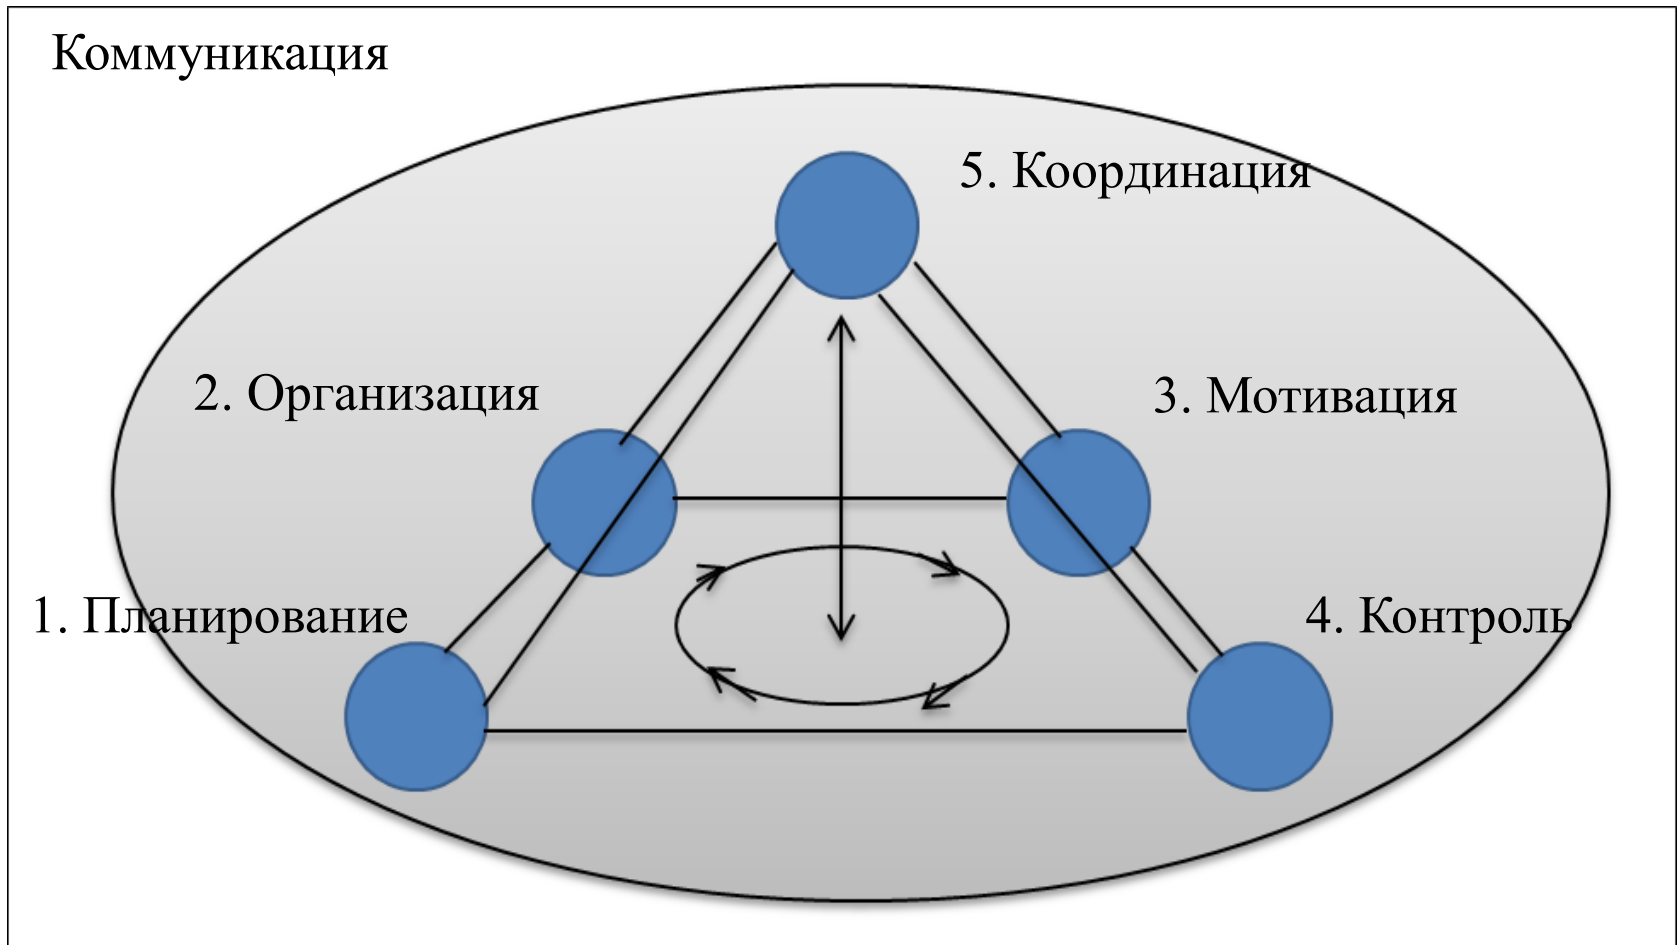 Коммуникация
5. Координация
2. Организация
3. Мотивация
1. Планирование
4. Контроль